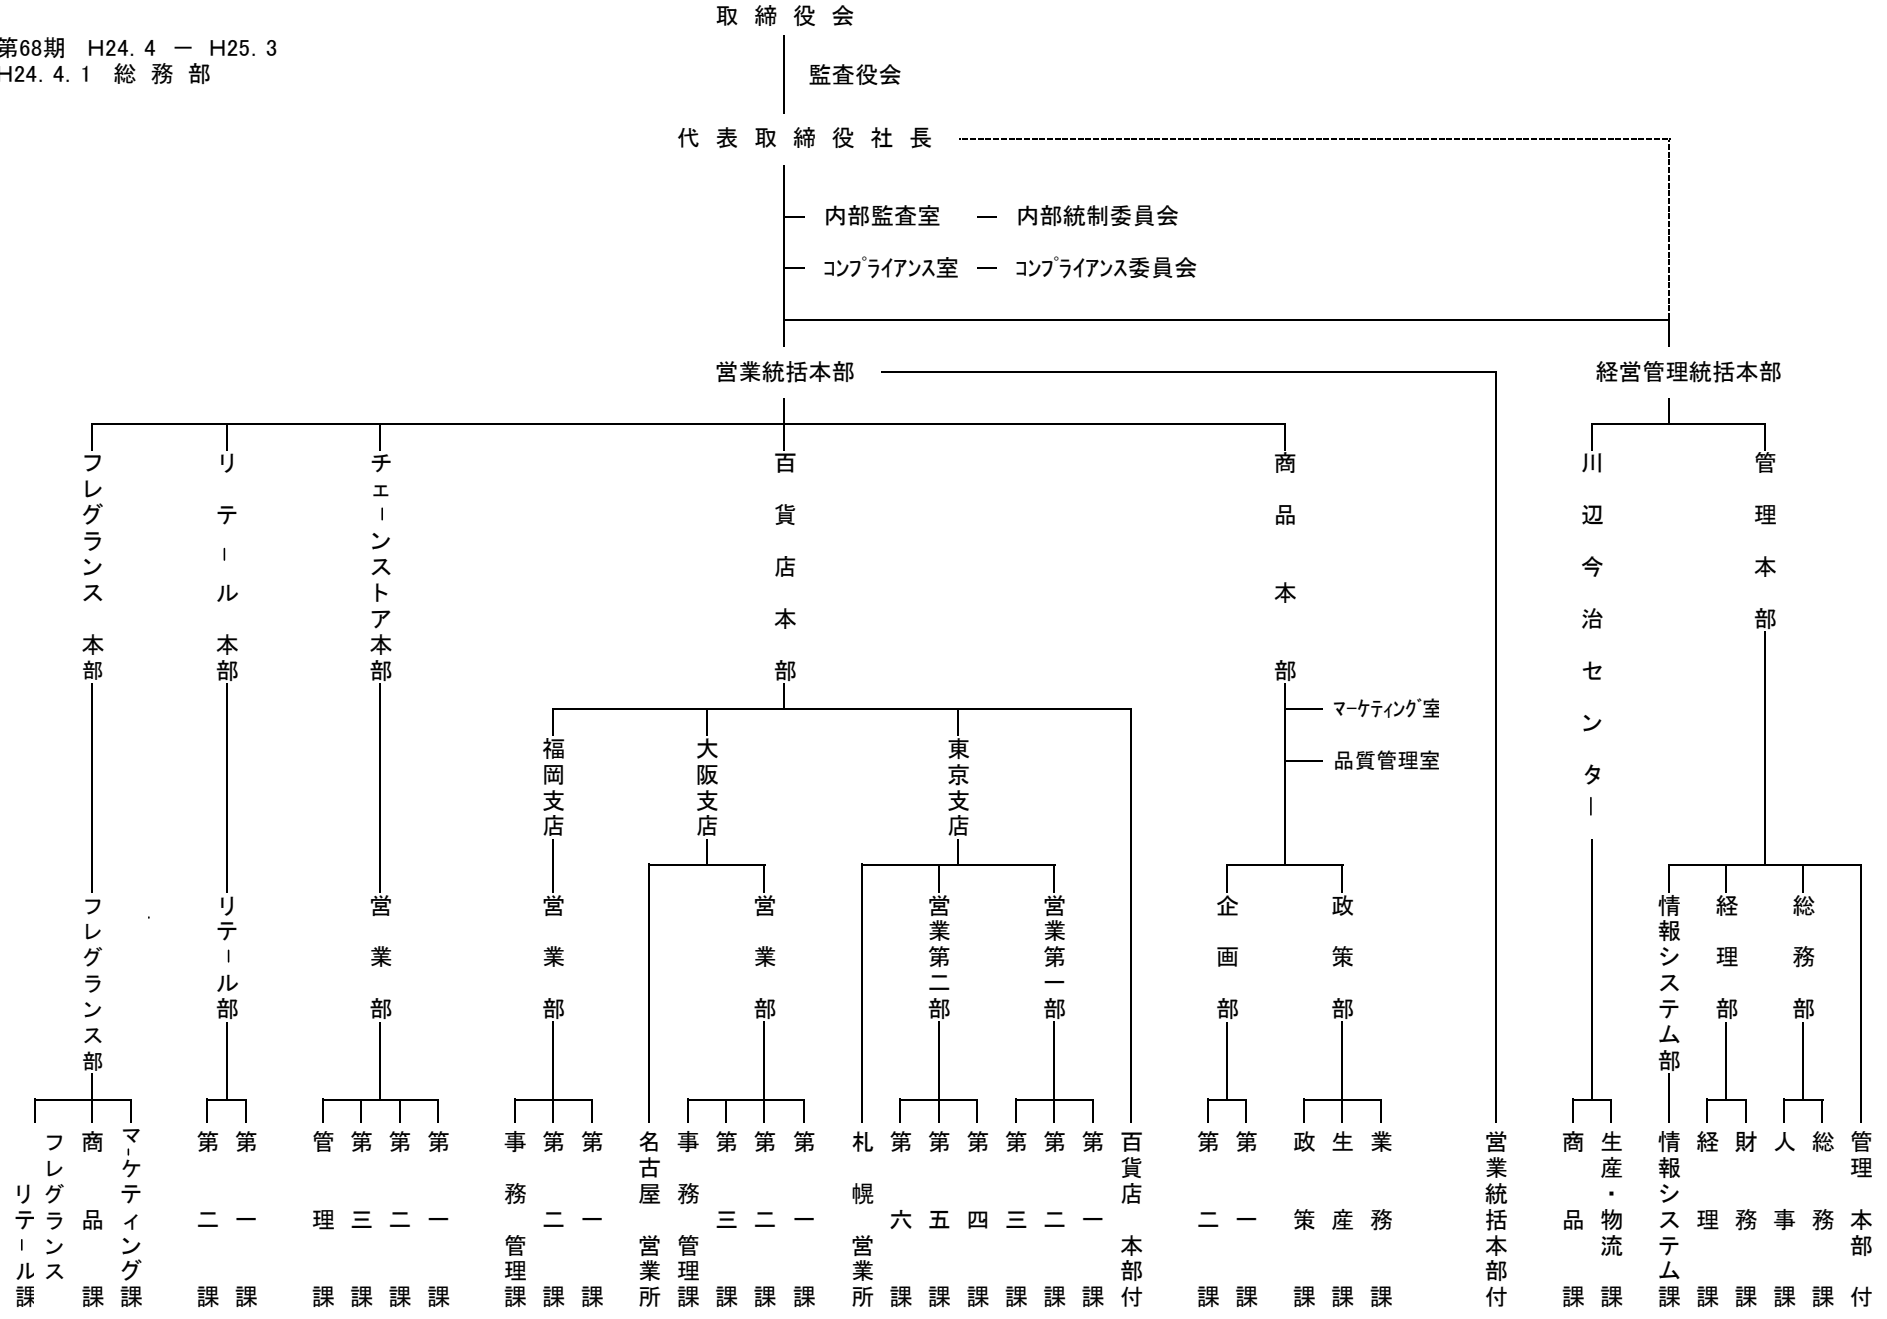 取締役会
第68期 H24.4 － H25.3
H24.4.1 総務部
監査役会
代表取締役社長
内部監査室 － 内部統制委員会
コンプライアンス室 － コンプライアンス委員会
営業統括本部
経営管理統括本部
フレグランス本部
リテール本部
チェーンストア本部
百貨店本部
商品本部
川辺今治センター
管理本部
マーケティング室
品質管理室
福岡支店
大阪支店
東京支店
フレグランス部
リテール部
営業部
営業部
営業部
営業第二部
営業第一部
企画部
政策部
情報システム部
経理部
総務部
フレグランス
リテール課
商品課
マーケティング課
第二課
第一課
管理課
第三課
第二課
第一課
事務管理課
第二課
第一課
名古屋営業所
事務管理課
第三課
第二課
第一課
札幌営業所
第六課
第五課
第四課
第三課
第二課
第一課
百貨店本部付
第二課
第一課
政策課
生産課
業務課
営業統括本部付
商品課
生産・物流課
情報システム課
経理課
財務課
人事課
総務課
管理本部付